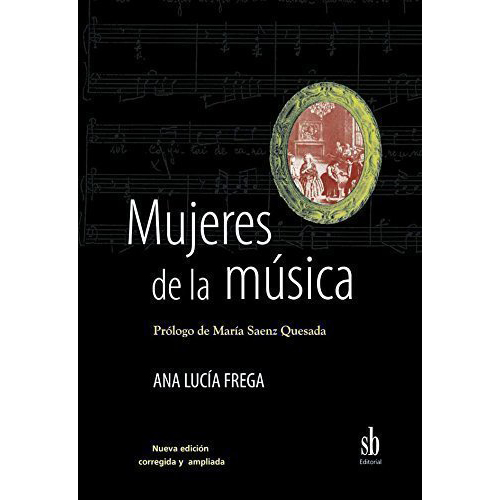 Mujeres
de la música
Prólogo de María Saenz Quesada
ANA LUCÍA FREGA
Nueva edición
corregida y ampliada
sb
Editorial